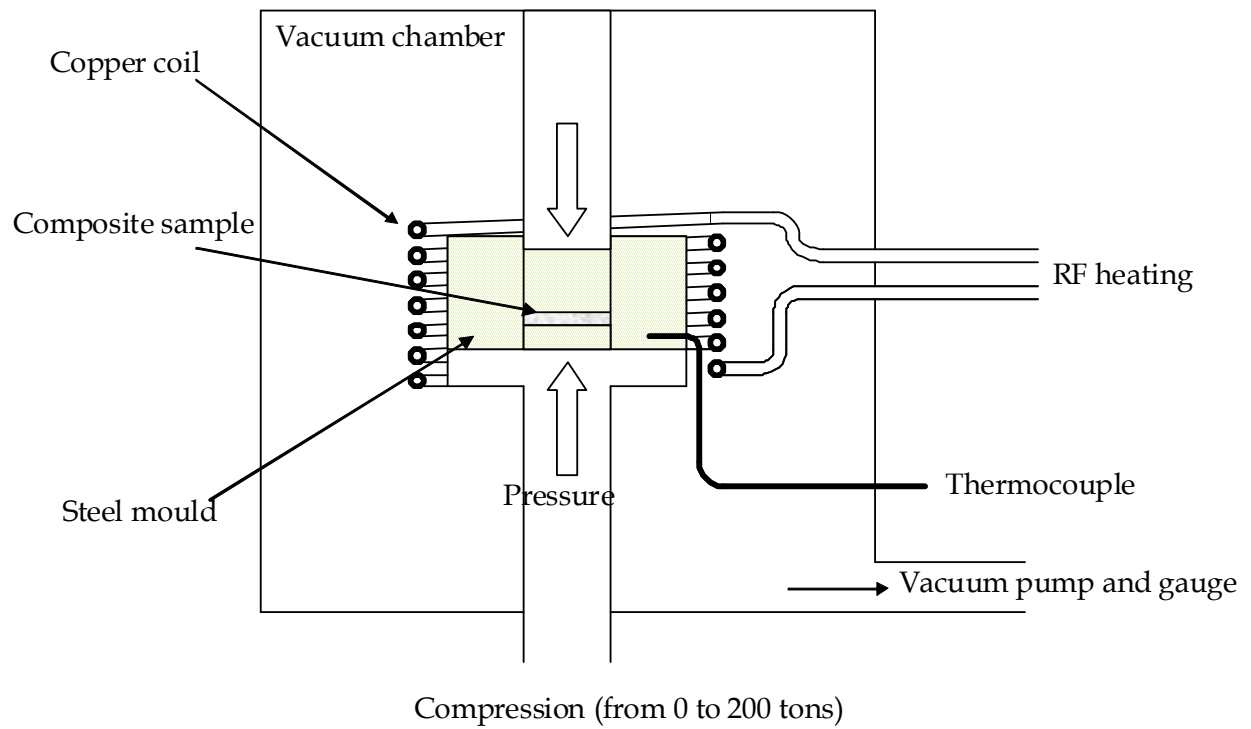 Vacuum chamber
Copper coil
Composite sample
RF heating
Thermocouple
Pressure
Steel mould
Vacuum pump and gauge
Compression (from 0 to 200 tons)